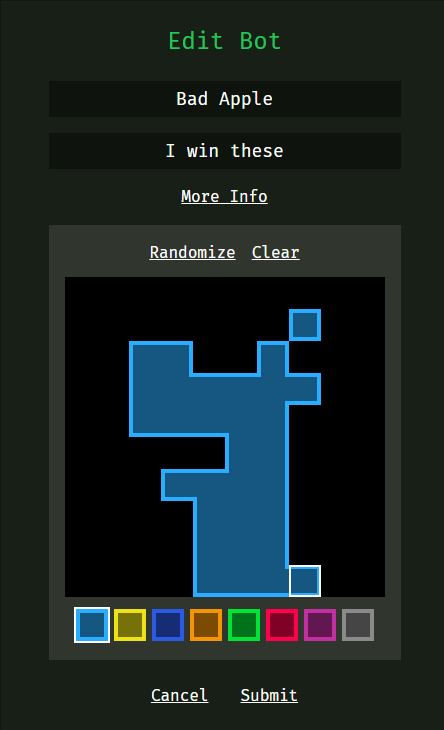 Edit Bot
Bad Apple
I win these
More Info
Randomize Clear
Cancel Submit